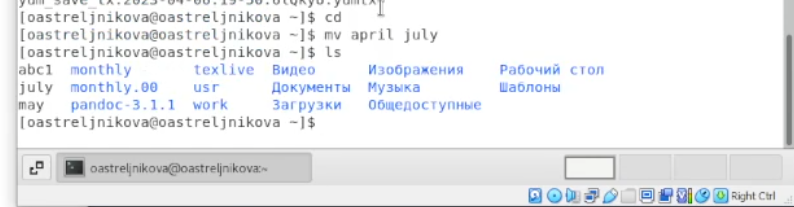 [oastreljnikova@oastreljnikova ~]$ cd
[oastreljnikova@oastreljnikova ~]$ mv april july
[oastreljnikova@oastreljnikova ~]$ ls
abc1 monthly texlive Видео Изображения Рабочий стол
july monthly.00 usr Документы Музыка Шаблоны
may pandoc-3.1.1 work Загрузки Общедоступные
[oastreljnikova@oastreljnikova ~]$
oastreljnikova@oastreljnikova:~
Right Ctrl